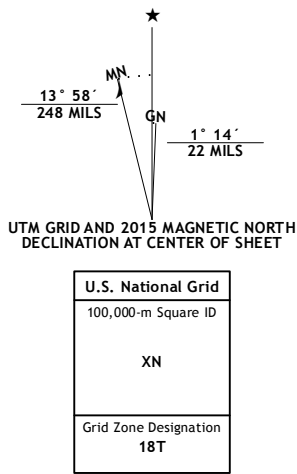 ★
MN
GN
13° 58´
248 MILS
1° 14´
22 MILS
UTM GRID AND 2015 MAGNETIC NORTH
DECLINATION AT CENTER OF SHEET
U.S. National Grid
100,000-m Square ID
XN
Grid Zone Designation
18T